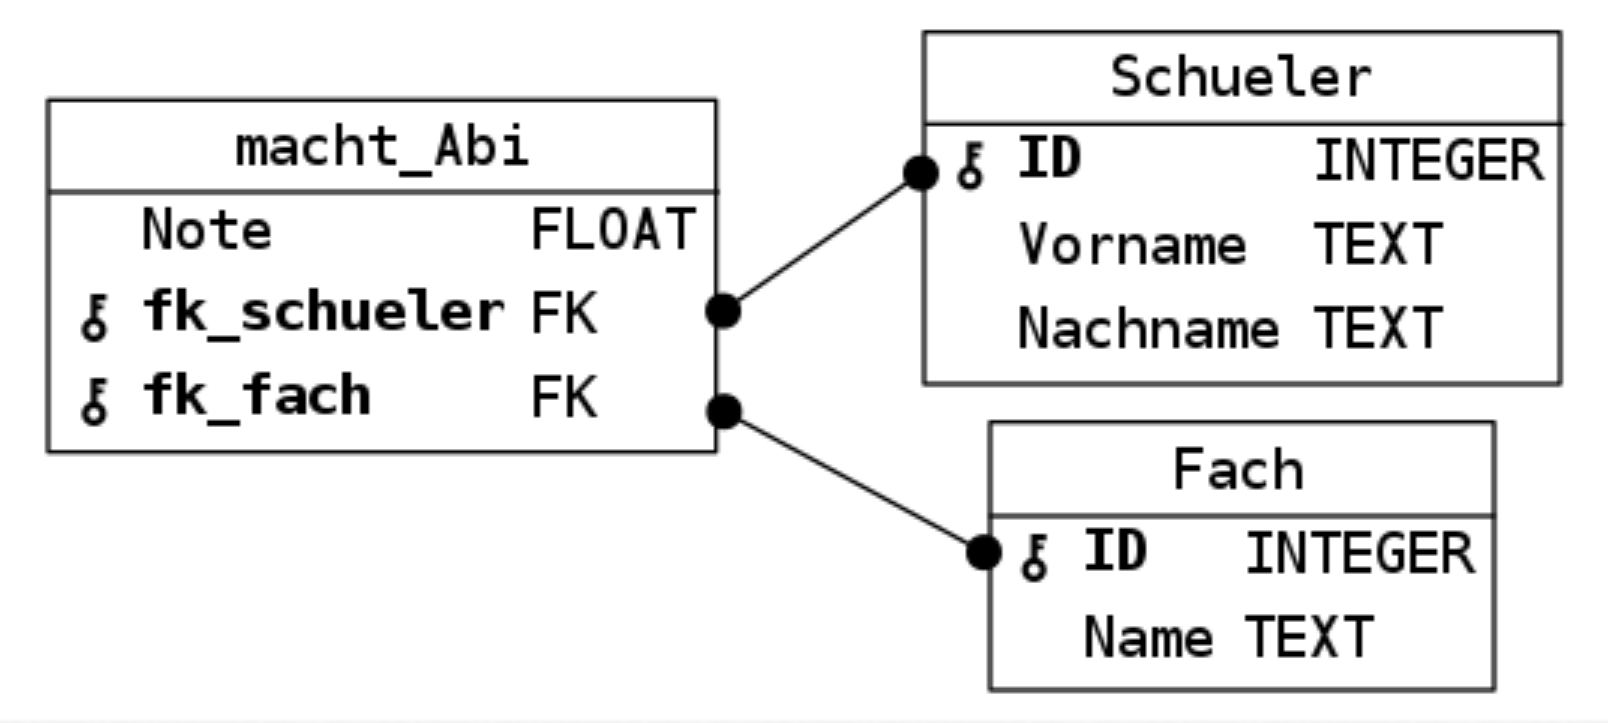 macht_Abi
Note FLOAT
fk_schueler FK
fk_fach FK
Schueler
ID INTEGER
Vorname TEXT
Nachname TEXT
Fach
ID INTEGER
Name TEXT